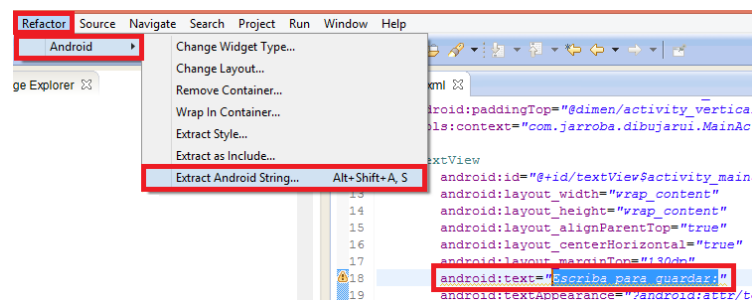 Refactor Source Navigate Search Project Run Window Help
Android
Change Widget Type...
Change Layout...
Remove Container...
Wrap In Container...
Extract Style...
Extract as Include...
Extract Android String... Alt+Shift+A, S
ge Explorer
xml
roid:paddingTop="@dimen/activity_vertica
ls:context="com.jarroba.dibujarui.MainAc
extView
android:id="@+id/textView$activity_main
13 android:layout_width="wrap_content"
14 android:layout_height="wrap_content"
15 android:layout_alignParentTop="true"
16 android:layout_centerHorizontal="true"
17 android:layout_marginTop="130dp"
18 android:text="Escriba para guardar:"
19 android:textAppearance="?android:attr/t